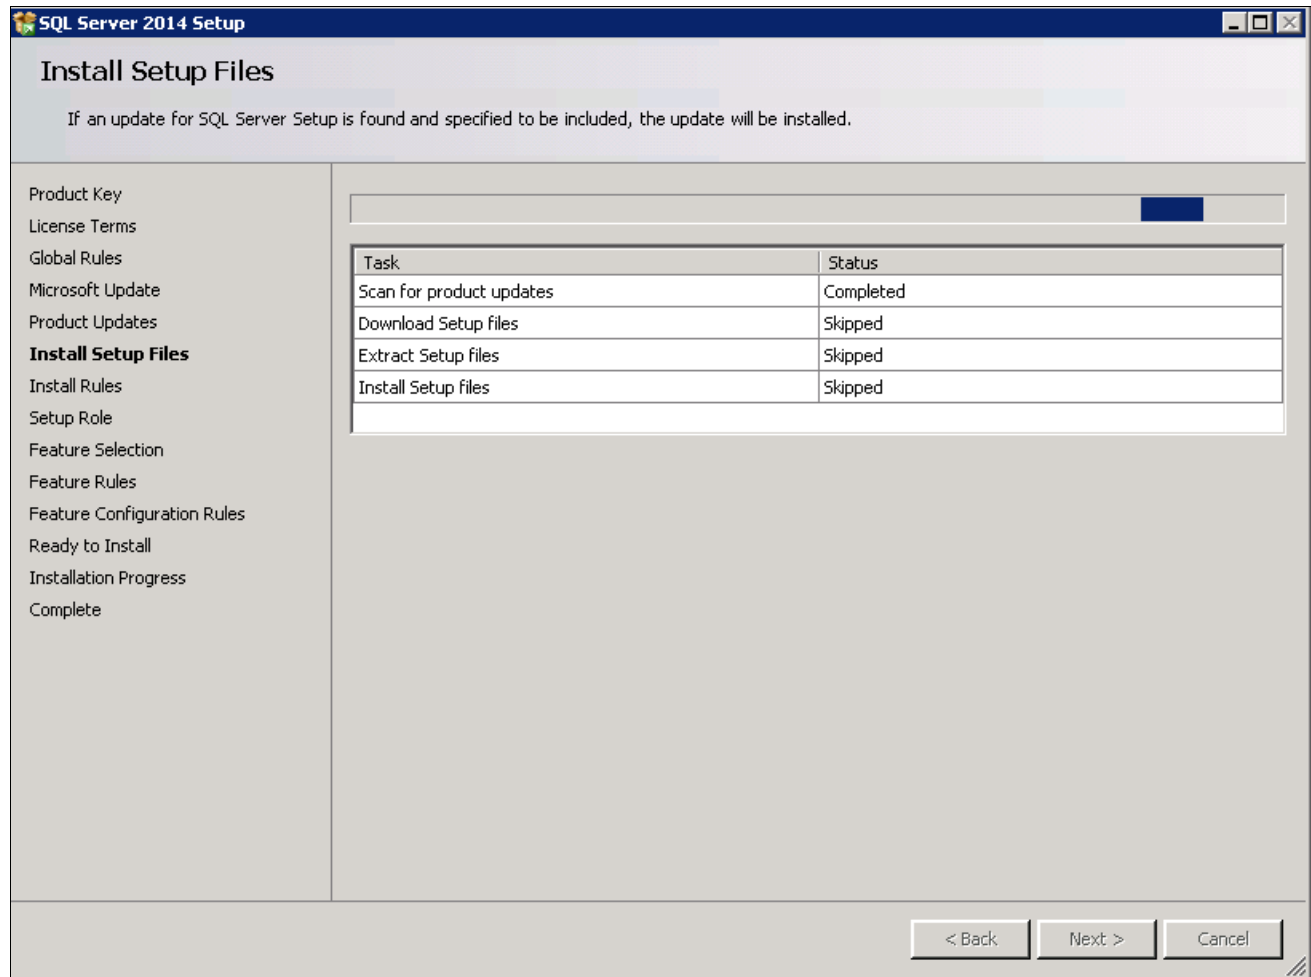 SQL Server 2014 Setup
Install Setup Files
If an update for SQL Server Setup is found and specified to be included, the update will be installed.
Product Key
License Terms
Global Rules
Microsoft Update
Product Updates
Install Setup Files
Install Rules
Setup Role
Feature Selection
Feature Rules
Feature Configuration Rules
Ready to Install
Installation Progress
Complete
Task Status
Scan for product updates Completed
Download Setup files Skipped
Extract Setup files Skipped
Install Setup files Skipped
< Back Next > Cancel